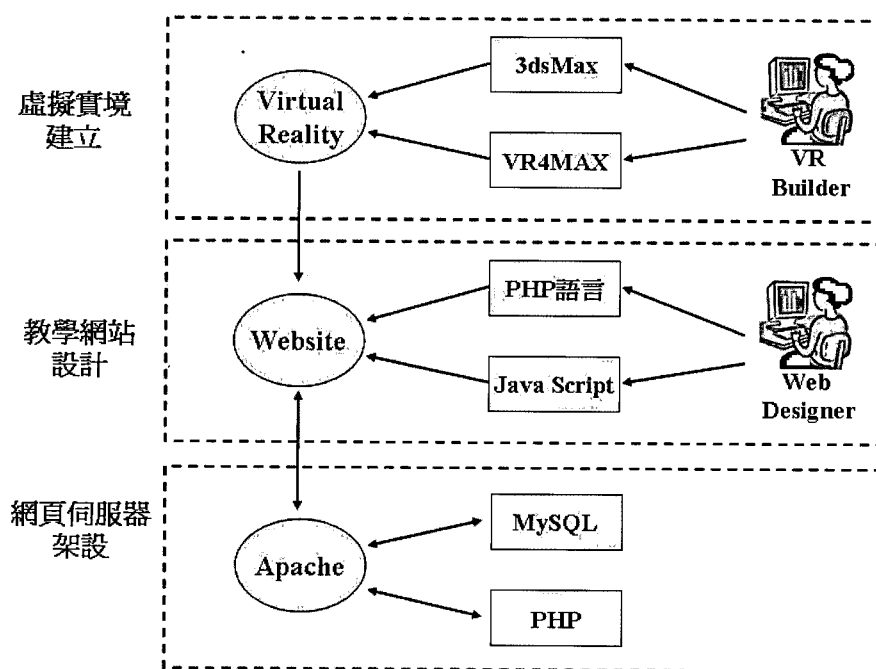 虛擬實境
建立
Virtual
Reality
3dsMax
VR4MAX
VR
Builder
教學網站
設計
Website
PHP語言
Java Script
Web
Designer
網頁伺服器
架設
Apache
MySQL
PHP